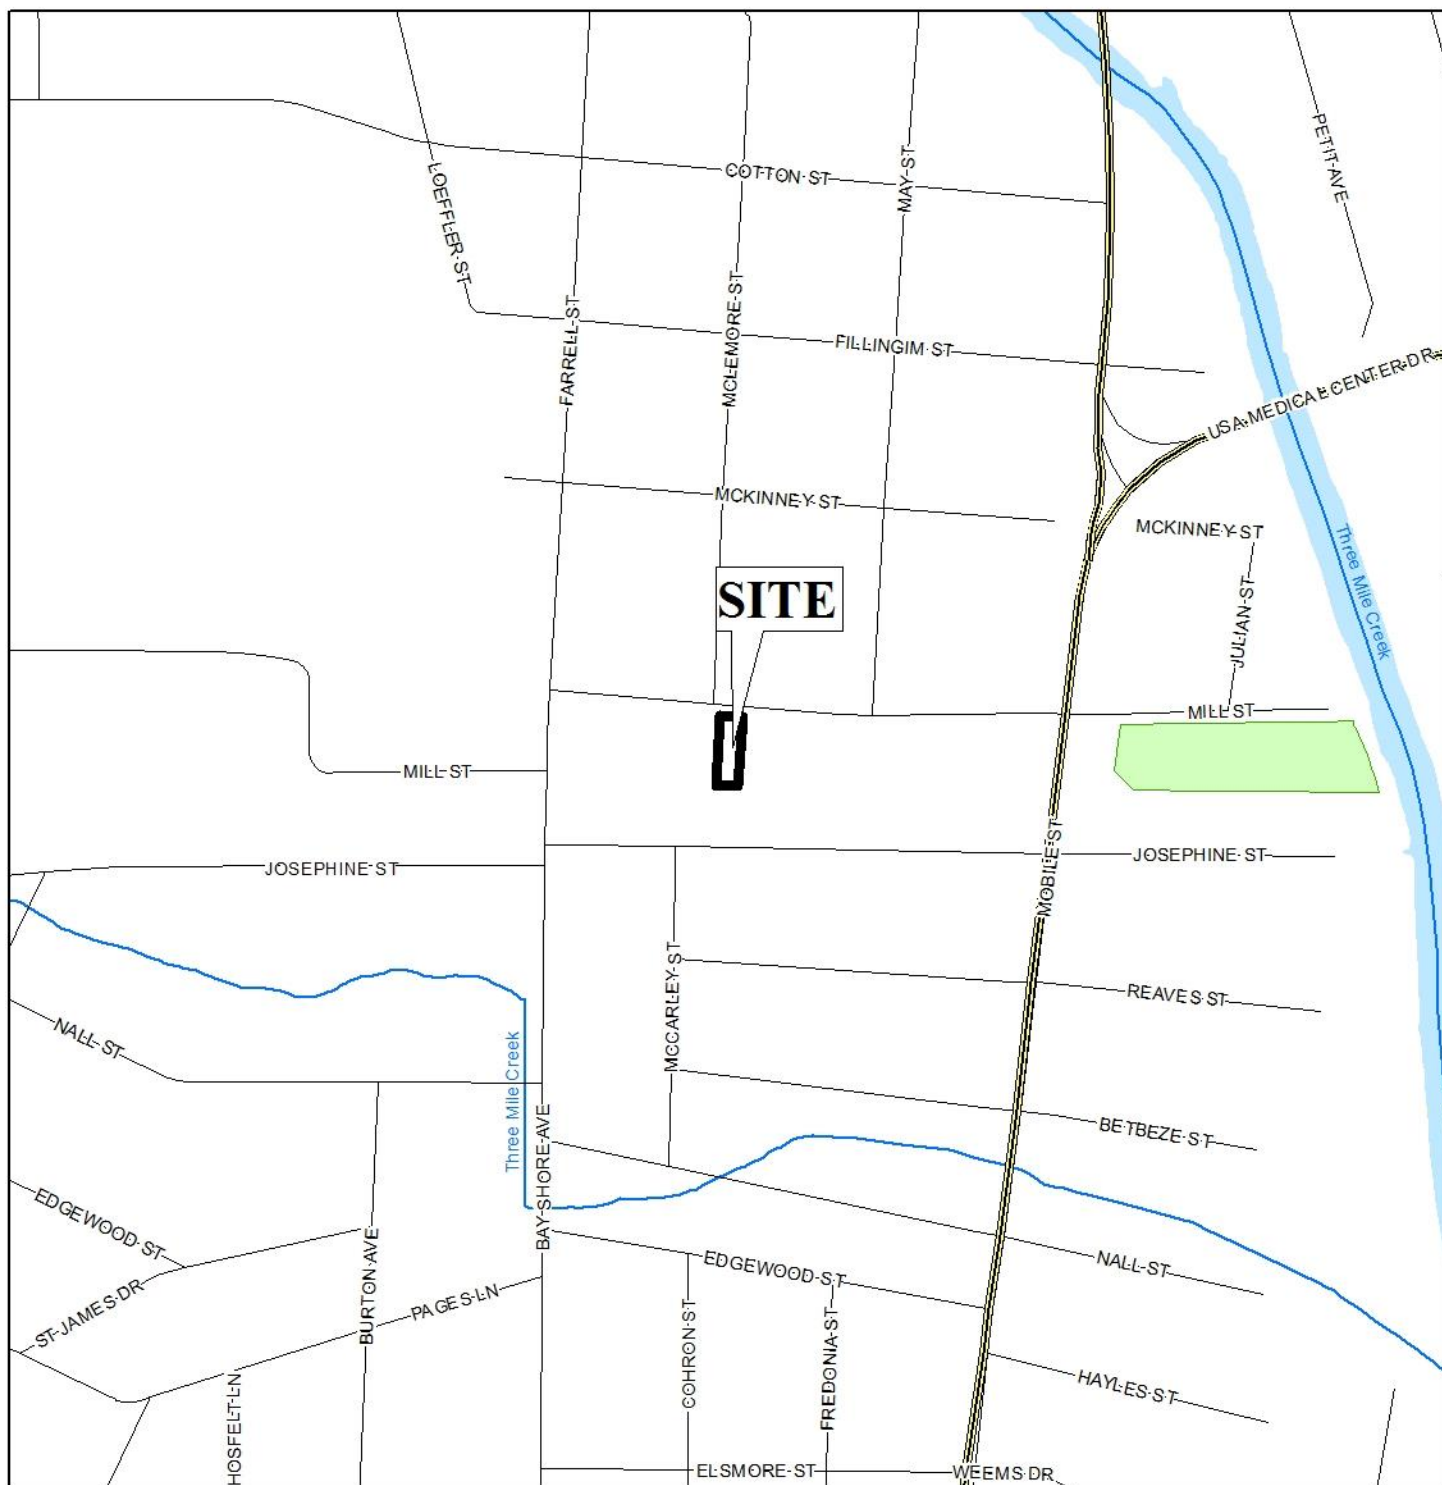 PETIT AVE
COTTON ST
MAY ST
LOEFFLER ST
MCLEMORE ST
FARRELL ST
FILLINGIM ST
USA MEDICAL CENTER DR
MCKINNEY ST
MCKINNEY ST
Three Mile Creek
SITE
JULIAN ST
MILL ST
MILL ST
JOSEPHINE ST
MOBILE ST
JOSEPHINE ST
MCCARLEY ST
REAVES ST
NALL ST
Three Mile Creek
BAY SHORE AVE
BETBEZE ST
EDGEWOOD ST
BURTON AVE
EDGEWOOD ST
NALL ST
ST JAMES DR
PAGES LN
COHRON ST
FREDONIA ST
HAYLES ST
HOSFELT LN
ELSMORE ST
WEEMS DR